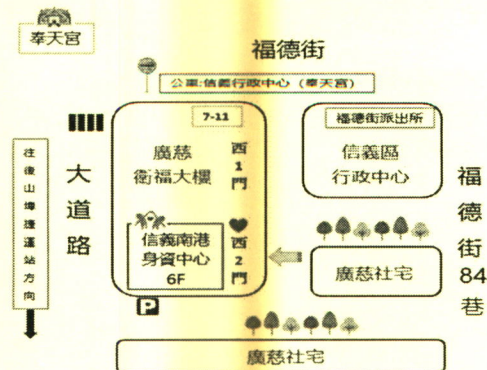 奉天宮
福德街
公車:信義行政中心 (奉天宮)
7-11
廣慈
衛福大樓
西1門
福德街派出所
信義區
行政中心
往後山埤捷運站方向
大道路
信義南港
身資中心
6F
西2門
廣慈社宅
福德街84巷
P
廣慈社宅